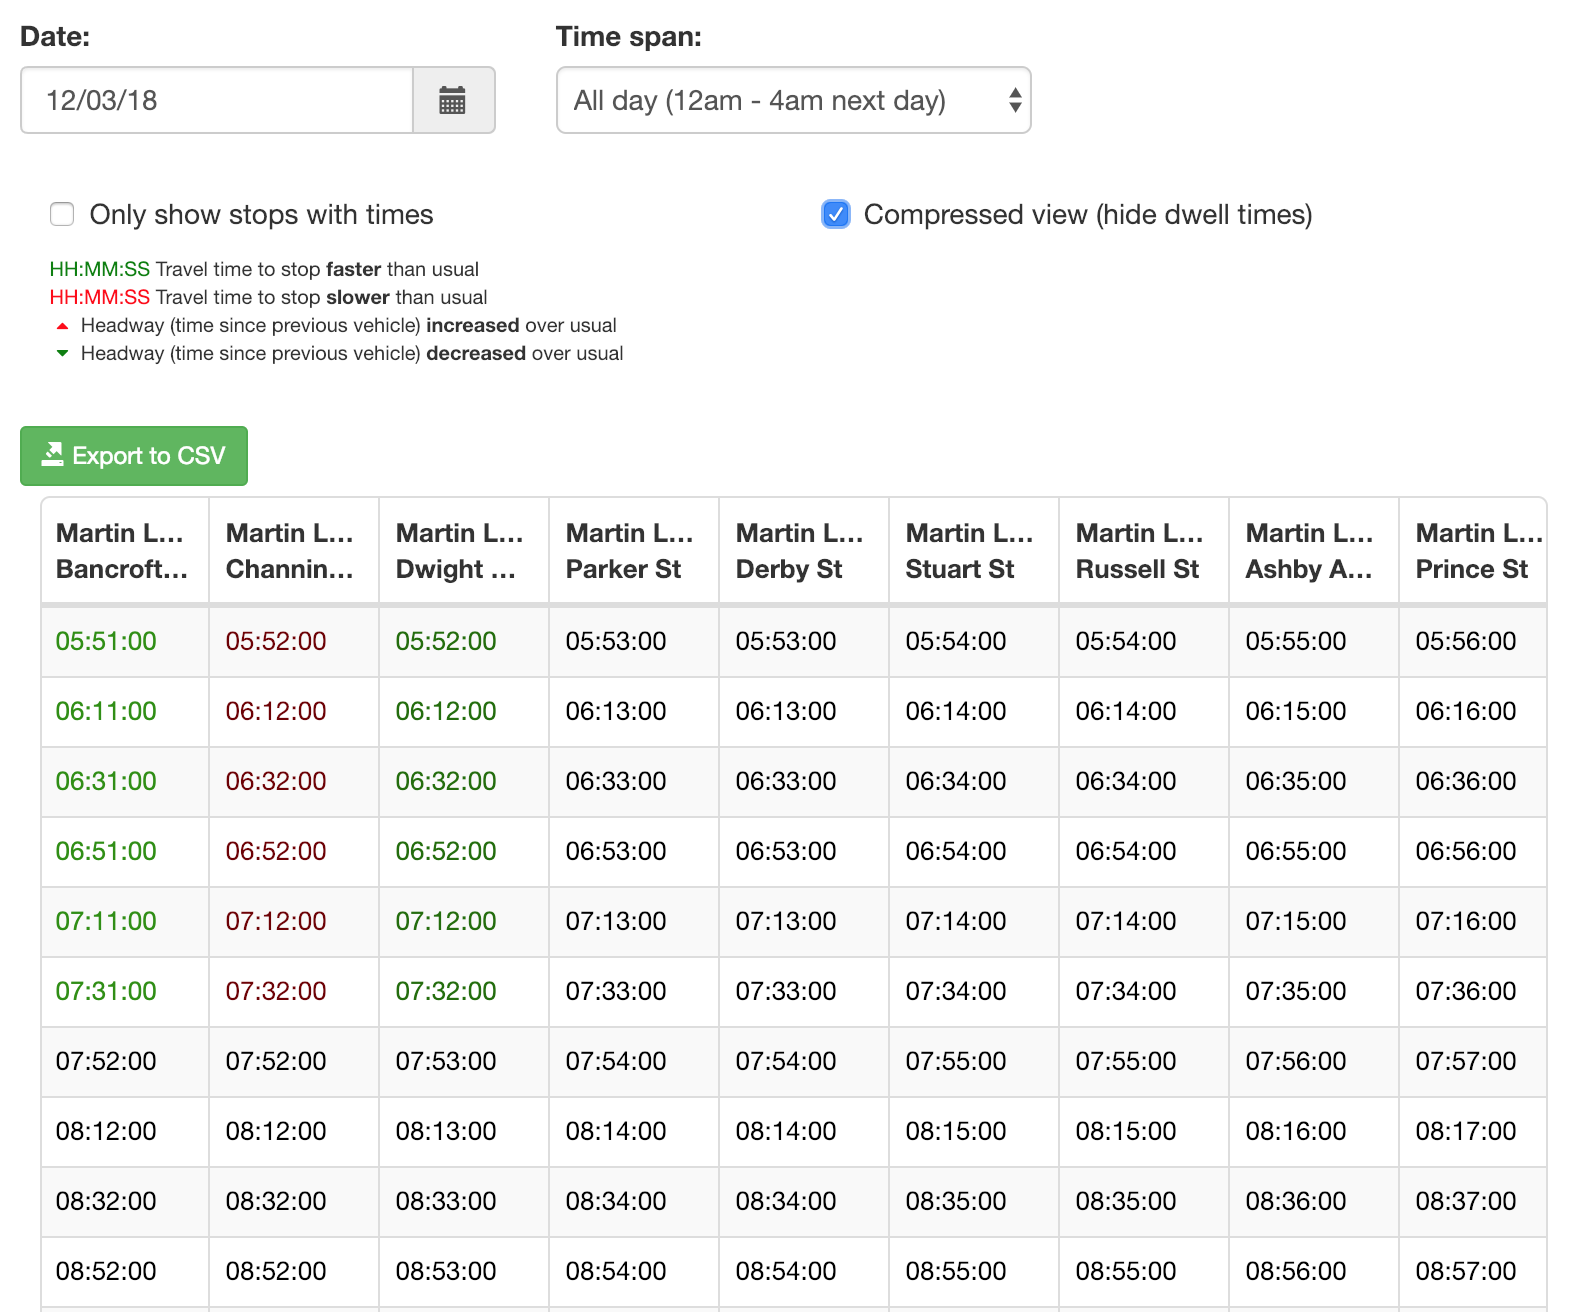 Date: Time span:
12/03/18 All day (12am - 4am next day)
Only show stops with times Compressed view (hide dwell times)
HH:MM:SS Travel time to stop faster than usual
HH:MM:SS Travel time to stop slower than usual
Headway (time since previous vehicle) increased over usual
Headway (time since previous vehicle) decreased over usual
Export to CSV
Martin L... Martin L... Martin L... Martin L... Martin L... Martin L... Martin L... Martin L... Martin L...
Bancroft... Channin... Dwight ... Parker St Derby St Stuart St Russell St Ashby A... Prince St
05:51:00 05:52:00 05:52:00 05:53:00 05:53:00 05:54:00 05:54:00 05:55:00 05:56:00
06:11:00 06:12:00 06:12:00 06:13:00 06:13:00 06:14:00 06:14:00 06:15:00 06:16:00
06:31:00 06:32:00 06:32:00 06:33:00 06:33:00 06:34:00 06:34:00 06:35:00 06:36:00
06:51:00 06:52:00 06:52:00 06:53:00 06:53:00 06:54:00 06:54:00 06:55:00 06:56:00
07:11:00 07:12:00 07:12:00 07:13:00 07:13:00 07:14:00 07:14:00 07:15:00 07:16:00
07:31:00 07:32:00 07:32:00 07:33:00 07:33:00 07:34:00 07:34:00 07:35:00 07:36:00
07:52:00 07:52:00 07:53:00 07:54:00 07:54:00 07:55:00 07:55:00 07:56:00 07:57:00
08:12:00 08:12:00 08:13:00 08:14:00 08:14:00 08:15:00 08:15:00 08:16:00 08:17:00
08:32:00 08:32:00 08:33:00 08:34:00 08:34:00 08:35:00 08:35:00 08:36:00 08:37:00
08:52:00 08:52:00 08:53:00 08:54:00 08:54:00 08:55:00 08:55:00 08:56:00 08:57:00